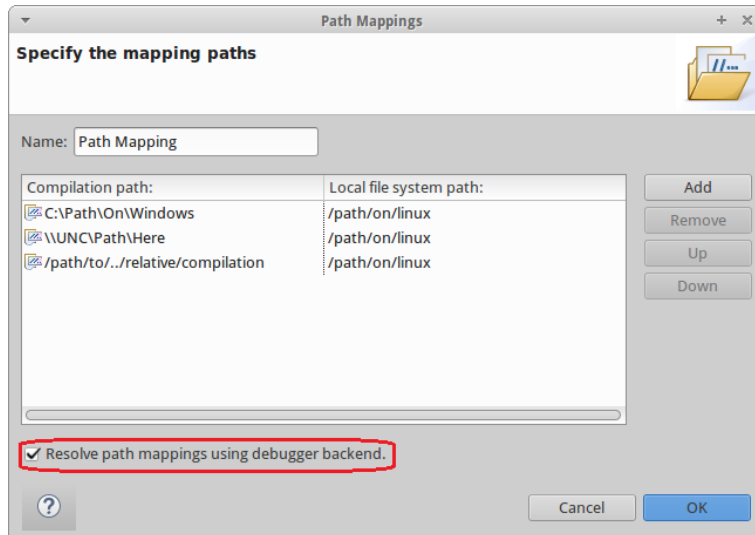 Path Mappings
Specify the mapping paths
Name: Path Mapping
Compilation path: Local file system path:
C:\Path\On\Windows /path/on/linux
\\UNC\Path\Here /path/on/linux
/path/to/../relative/compilation /path/on/linux
Add
Remove
Up
Down
Resolve path mappings using debugger backend.
Cancel OK